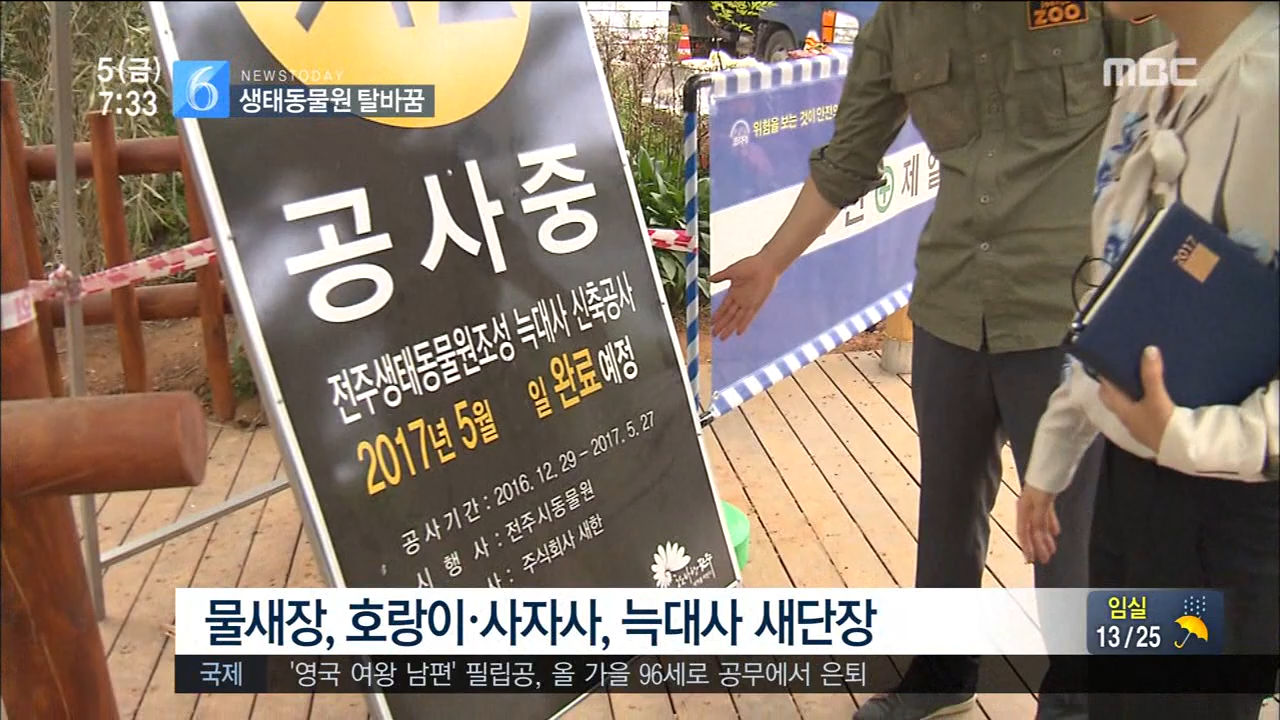 5(금)
7:33
6
NEWSTODAY
생태동물원 탈바꿈
MBC
ZOO
위험을 보는 것이 안전의
전 수 제일
2017
공사중
전주생태동물원조성 늑대사 신축공사
2017년 5월 일 완료예정
공사기간 : 2016. 12. 29 – 2017. 5. 27
시 행 사 : 전주시동물원
사 : 주식회사 새한
물새장, 호랑이·사자사, 늑대사 새단장
임실
13/25
국제 '영국 여왕 남편' 필립공, 올 가을 96세로 공무에서 은퇴